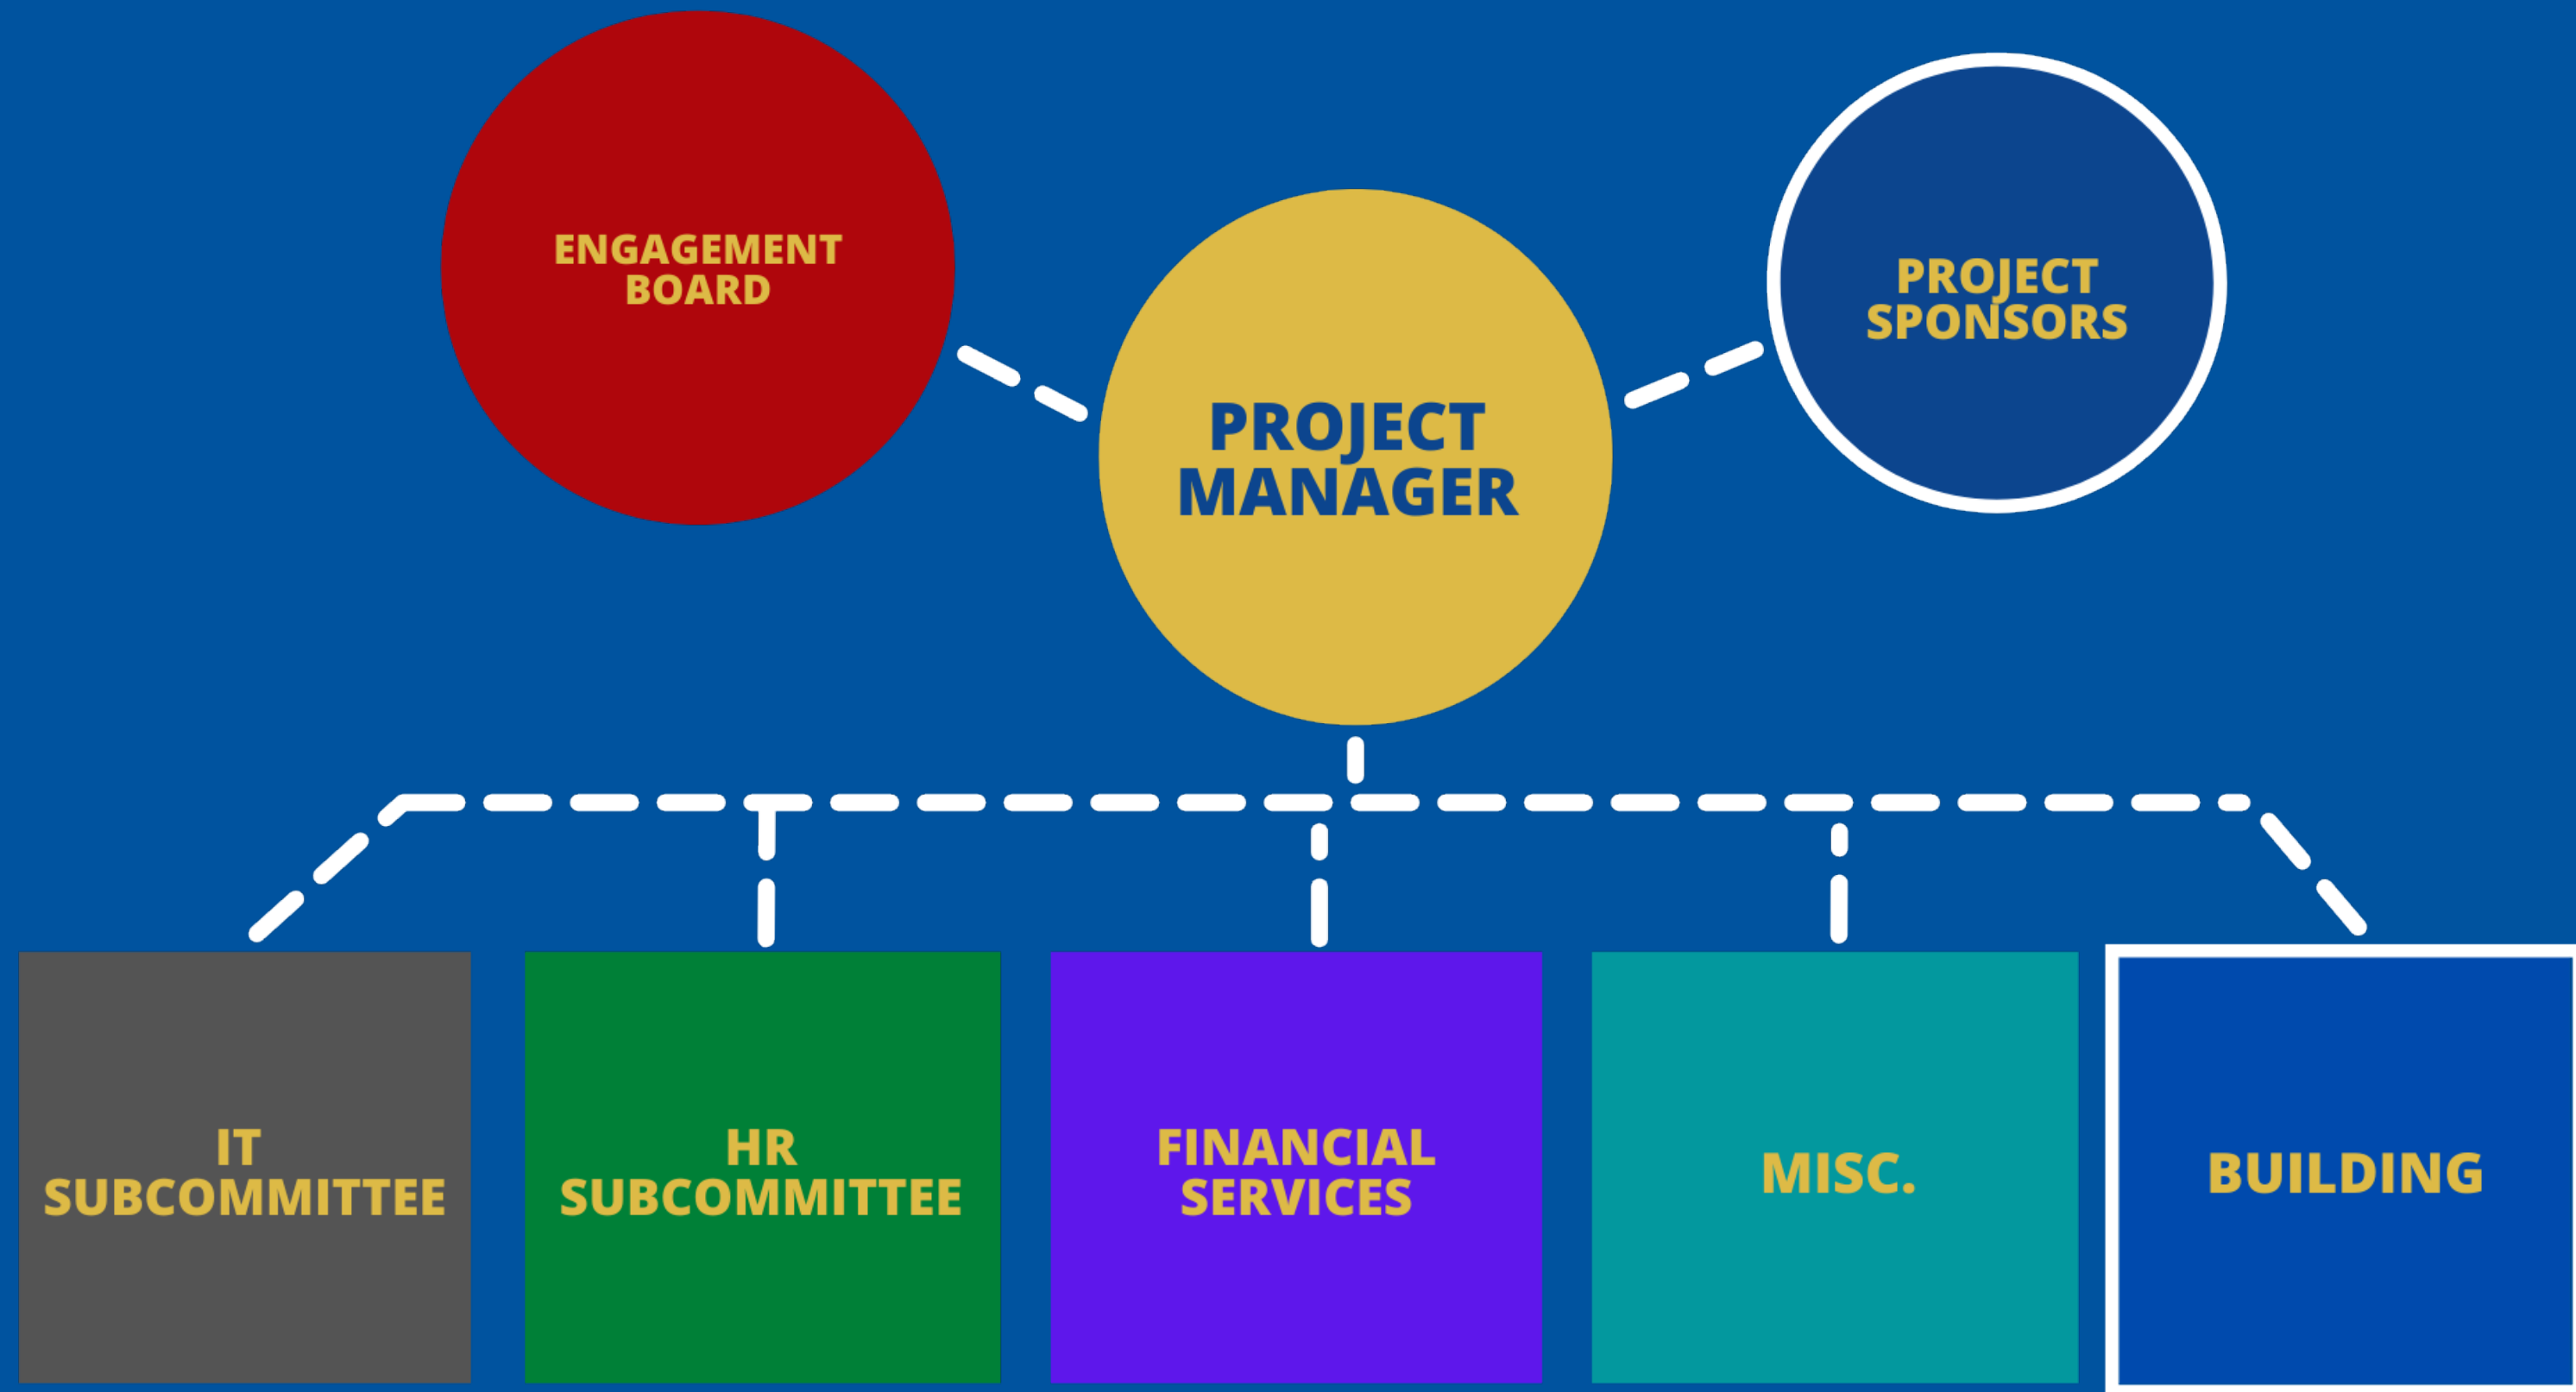 ENGAGEMENT
BOARD
PROJECT
SPONSORS
PROJECT
MANAGER
IT
SUBCOMMITTEE
HR
SUBCOMMITTEE
FINANCIAL
SERVICES
MISC.
BUILDING